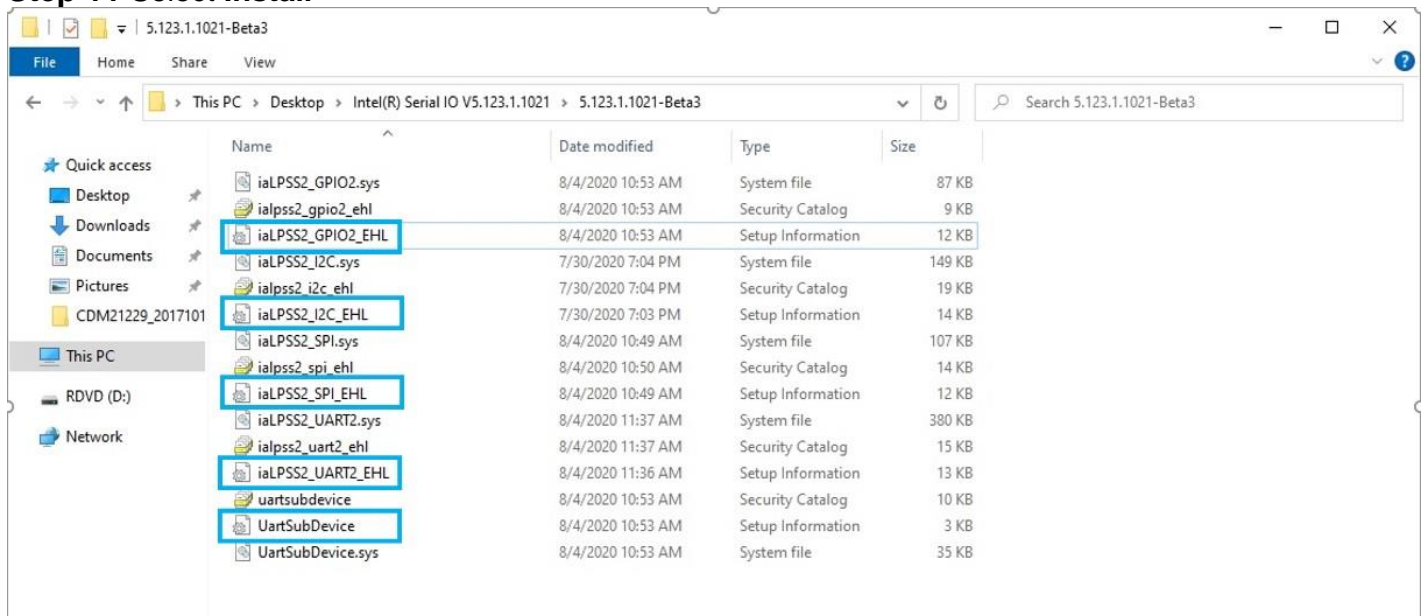 5.123.1.1021-Beta3
File Home Share View
This PC > Desktop > Intel(R) Serial IO V5.123.1.1021 > 5.123.1.1021-Beta3 Search 5.123.1.1021-Beta3
Quick access
Desktop
Downloads
Documents
Pictures
CDM21229_2017101
This PC
RDVD (D:)
Network
Name Date modified Type Size
iaLPSS2_GPIO2.sys 8/4/2020 10:53 AM System file 87 KB
ialpss2_gpio2_ehl 8/4/2020 10:53 AM Security Catalog 9 KB
iaLPSS2_GPIO2_EHL 8/4/2020 10:53 AM Setup Information 12 KB
iaLPSS2_I2C.sys 7/30/2020 7:04 PM System file 149 KB
ialpss2_i2c_ehl 7/30/2020 7:04 PM Security Catalog 19 KB
iaLPSS2_I2C_EHL 7/30/2020 7:03 PM Setup Information 14 KB
iaLPSS2_SPI.sys 8/4/2020 10:49 AM System file 107 KB
ialpss2_spi_ehl 8/4/2020 10:50 AM Security Catalog 14 KB
iaLPSS2_SPI_EHL 8/4/2020 10:49 AM Setup Information 12 KB
iaLPSS2_UART2.sys 8/4/2020 11:37 AM System file 380 KB
ialpss2_uart2_ehl 8/4/2020 11:37 AM Security Catalog 15 KB
iaLPSS2_UART2_EHL 8/4/2020 11:36 AM Setup Information 13 KB
uartsubdevice 8/4/2020 10:53 AM Security Catalog 10 KB
UartSubDevice 8/4/2020 10:53 AM Setup Information 3 KB
UartSubDevice.sys 8/4/2020 10:53 AM System file 35 KB